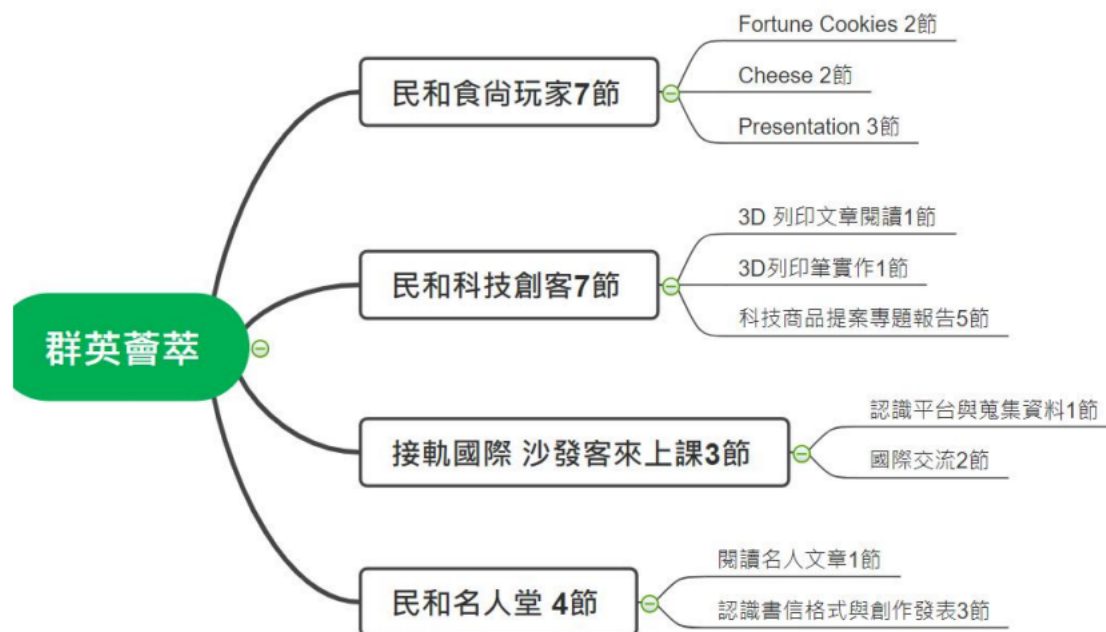 群英薈萃
民和食尚玩家7節
Fortune Cookies 2節
Cheese 2節
Presentation 3節
民和科技創客7節
3D 列印文章閱讀1節
3D列印筆實作1節
科技商品提案專題報告5節
接軌國際 沙發客來上課3節
認識平台與蒐集資料1節
國際交流2節
民和名人堂 4節
閱讀名人文章1節
認識書信格式與創作發表3節